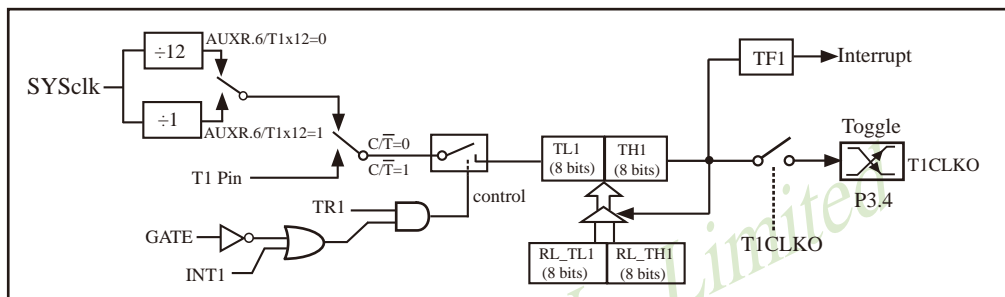 ÷12
AUXR.6/T1x12=0
SYSclk
÷1
AUXR.6/T1x12=1
T1 Pin
C/T̅=0
C/T̅=1
control
TR1
GATE
INT1
TL1
(8 bits)
TH1
(8 bits)
RL_TL1
(8 bits)
RL_TH1
(8 bits)
TF1
Interrupt
Toggle
T1CLKO
P3.4
T1CLKO
Limited